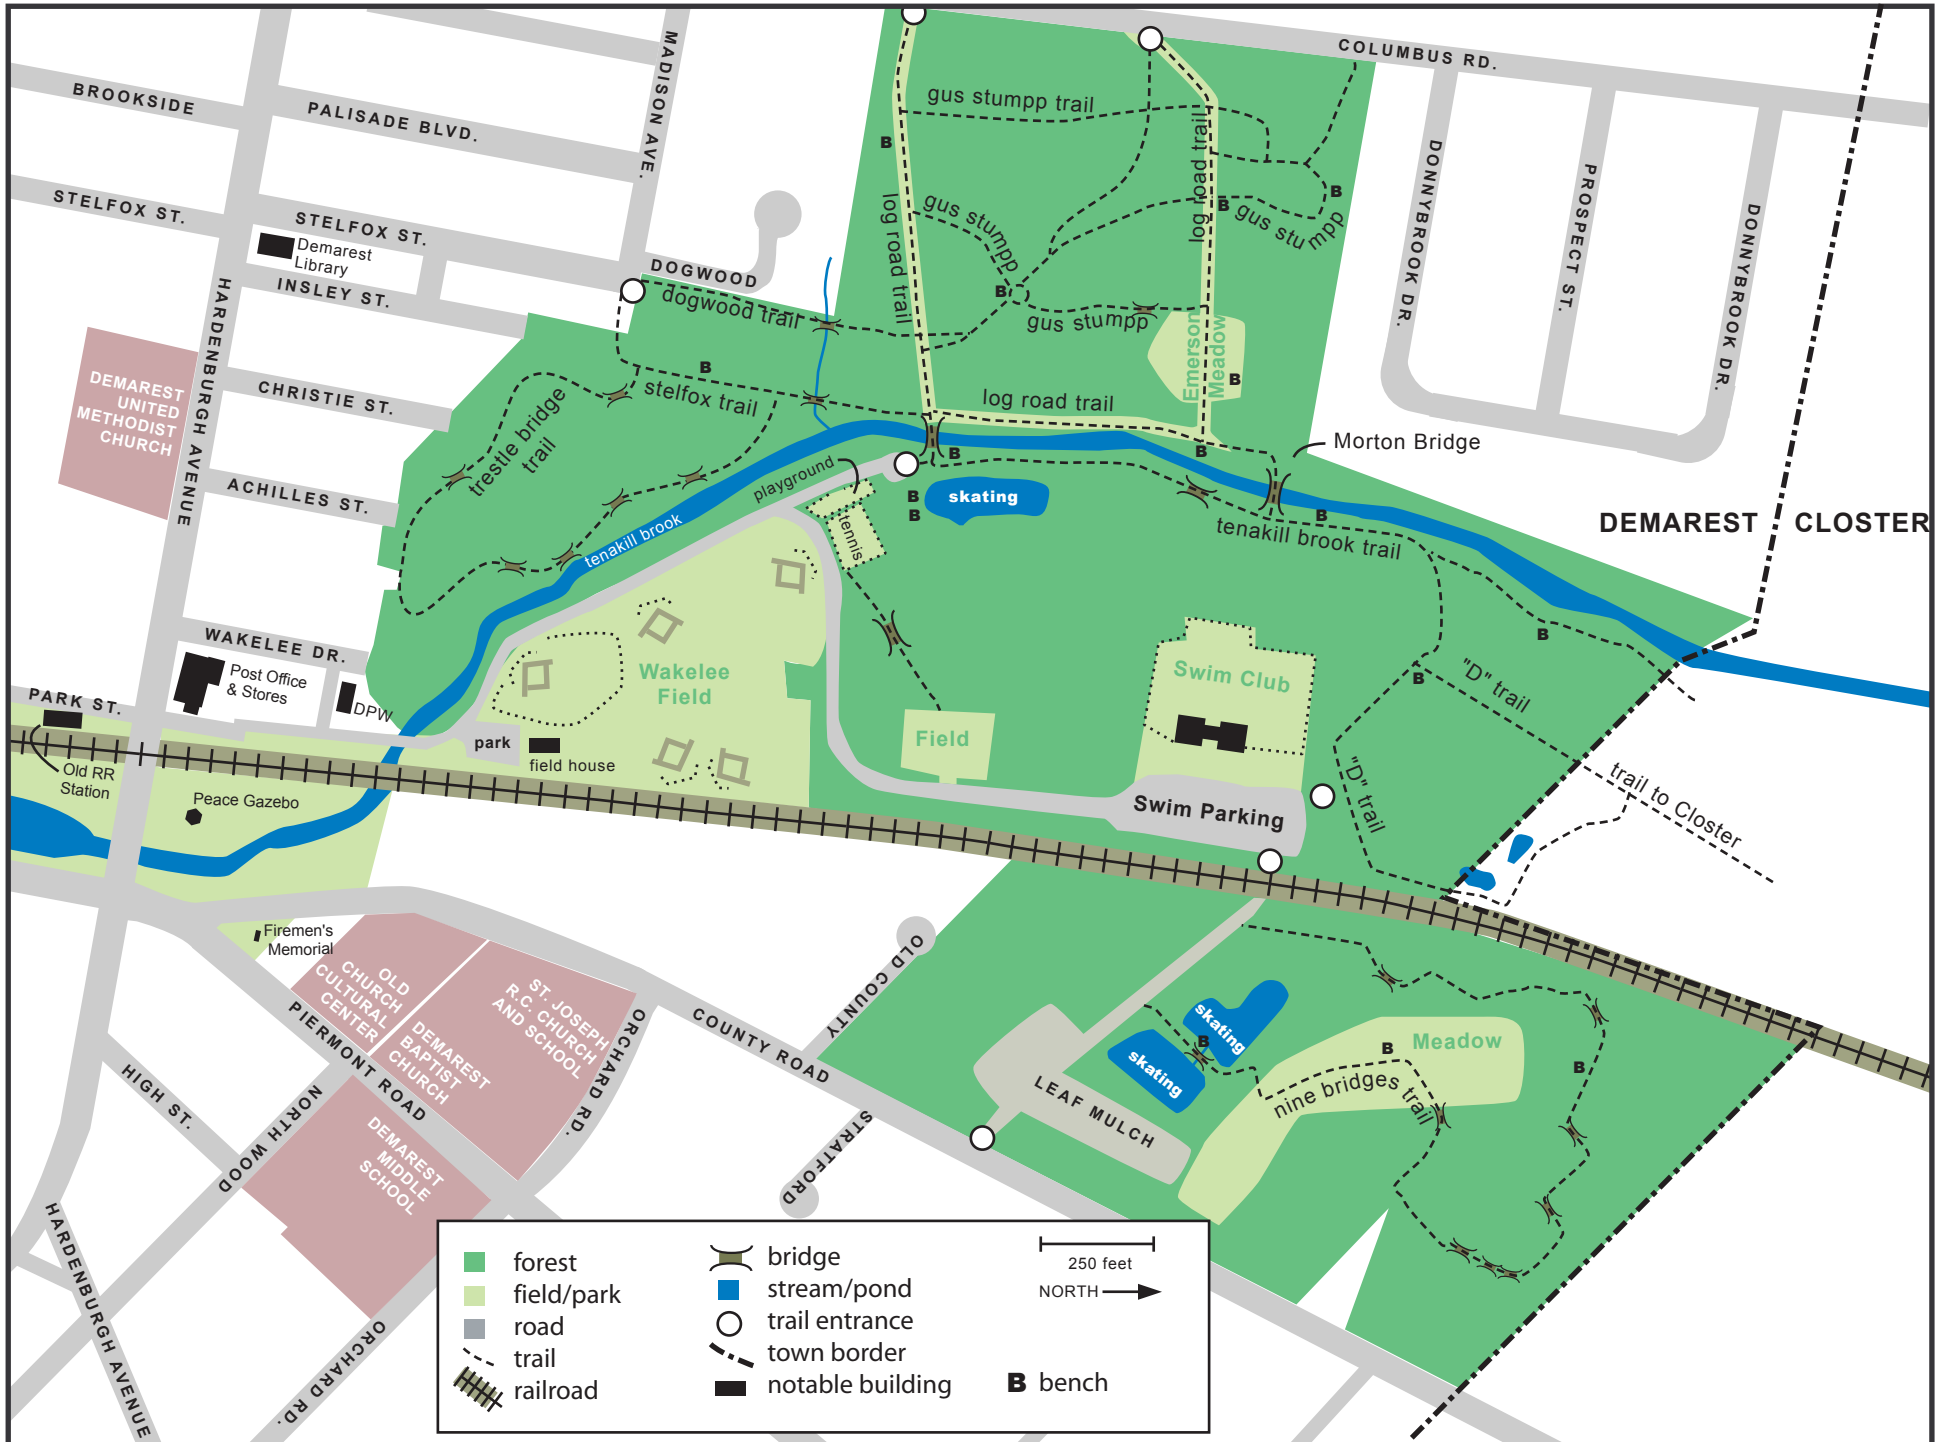 COLUMBUS RD.
MADISON AVE.
BROOKSIDE
PALISADE BLVD.
gus stumpp trail
B
log road trail
DONNYBROOK DR.
PROSPECT ST.
DONNYBROOK DR.
STELFOX ST.
STELFOX ST.
Demarest
Library
INSLEY ST.
DOGWOOD
dogwood trail
log road trail
gus stumpp
B
gus stumpp
B
B
gus stumpp
Emerson
Meadow
B
HARDENBURGH AVENUE
DEMAREST
UNITED
METHODIST
CHURCH
CHRISTIE ST.
ACHILLES ST.
trestle bridge
trail
B
stelfox trail
log road trail
Morton Bridge
B
B
playground
B
B
skating
tennis
tenakill brook
B
tenakill brook trail
DEMAREST
CLOSTER
B
WAKELEE DR.
Post Office
& Stores
DPW
PARK ST.
Old RR
Station
Peace Gazebo
park
field house
Wakelee
Field
Field
Swim Club
Swim Parking
B
"D" trail
"D" trail
trail to Closter
Firemen's
Memorial
OLD
CHURCH
CULTURAL
CENTER
DEMAREST
BAPTIST
CHURCH
ST. JOSEPH
R.C. CHURCH
AND SCHOOL
PIERMONT ROAD
ORCHARD RD.
COUNTY ROAD
OLD COUNTY
STRATFORD
HIGH ST.
NORTH WOOD
DEMAREST
MIDDLE
SCHOOL
HARDENBURGH AVENUE
ORCHARD RD.
LEAF MULCH
skating
B
skating
B
Meadow
nine bridges trail
B
forest
field/park
road
trail
railroad
bridge
stream/pond
trail entrance
town border
notable building
250 feet
NORTH
B bench